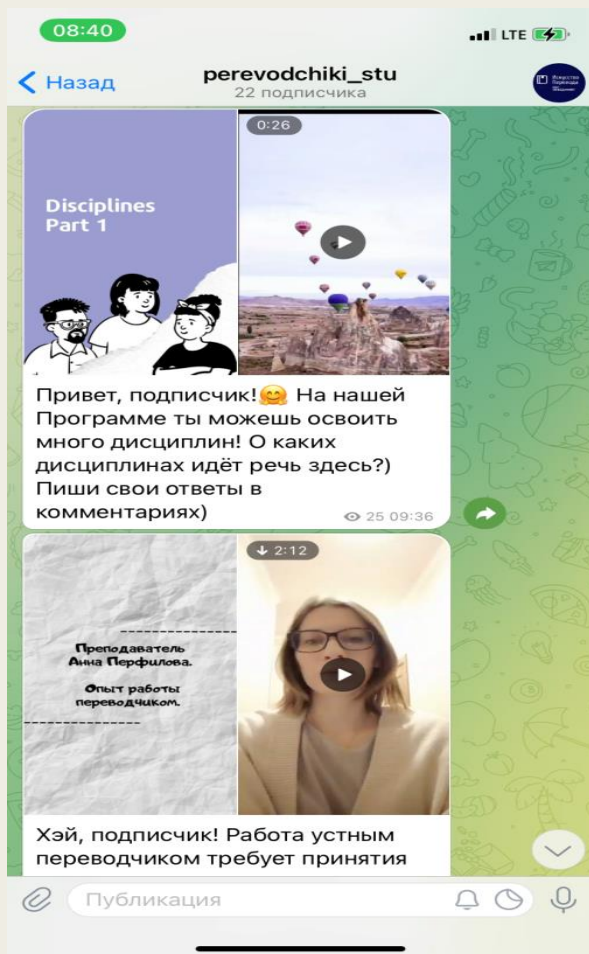 08:40
LTE
Назад
perevodchiki_stu
22 подписчика
Искусство
Перевода
0:26
Disciplines
Part 1
Привет, подписчик!🤗 На нашей
Программе ты можешь освоить
много дисциплин! О каких
дисциплинах идёт речь здесь?)
Пиши свои ответы в
комментариях)
25 09:36
2:12
Преподаватель
Анна Перфилова.
Опыт работы
переводчиком.
Хэй, подписчик! Работа устным
переводчиком требует принятия
Публикация